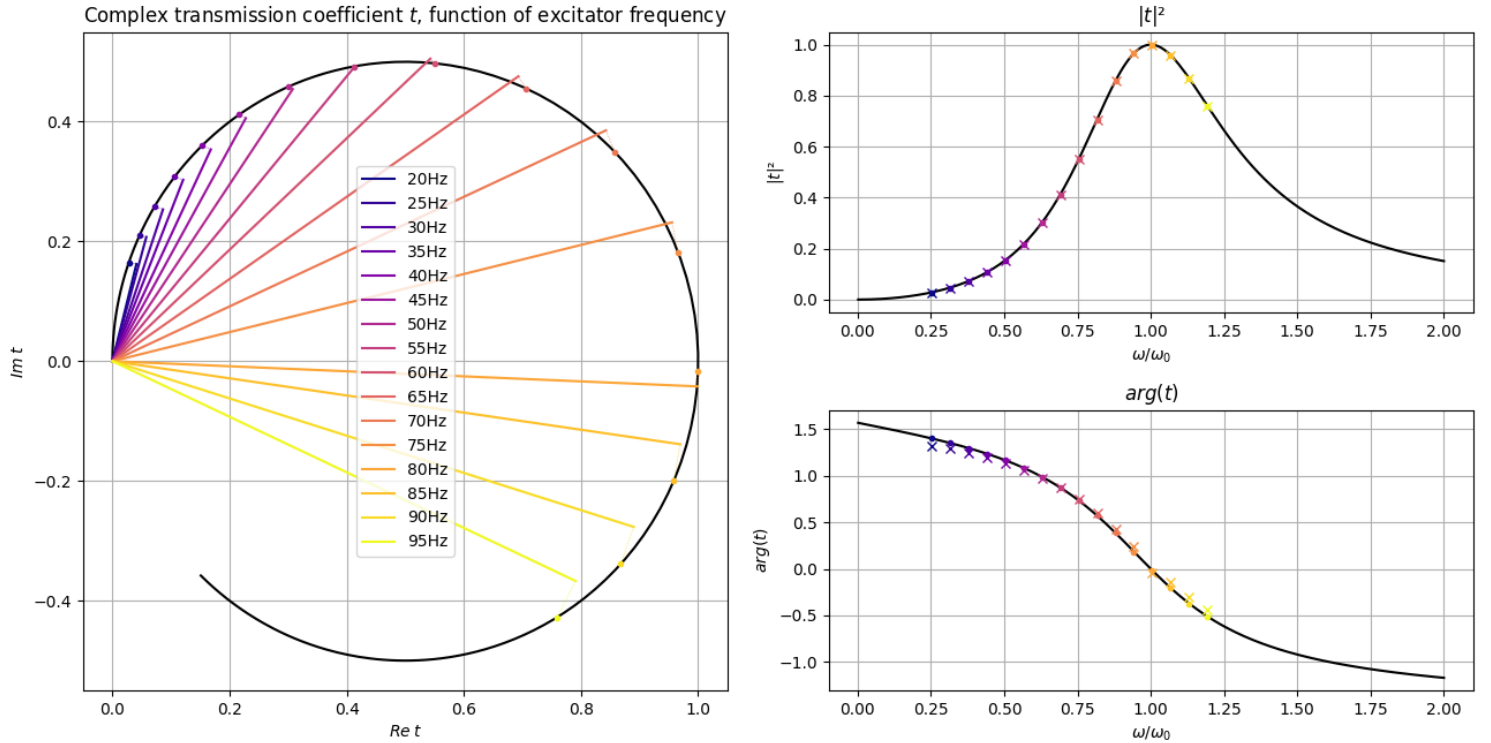 Complex transmission coefficient t, function of excitator frequency
0.4
0.2
0.0
−0.2
−0.4
Im t
0.0
0.2
0.4
0.6
0.8
1.0
Re t
20Hz
25Hz
30Hz
35Hz
40Hz
45Hz
50Hz
55Hz
60Hz
65Hz
70Hz
75Hz
80Hz
85Hz
90Hz
95Hz
|t|²
1.0
0.8
0.6
0.4
0.2
0.0
|t|²
0.00
0.25
0.50
0.75
1.00
1.25
1.50
1.75
2.00
ω/ω₀
arg(t)
1.5
1.0
0.5
0.0
−0.5
−1.0
arg(t)
0.00
0.25
0.50
0.75
1.00
1.25
1.50
1.75
2.00
ω/ω₀